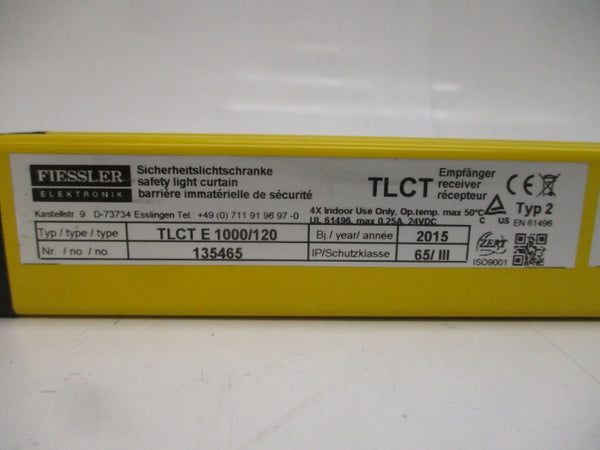 FIESSLER
ELEKTRONIK
Sicherheitslichtschranke
safety light curtain
barrière immatérielle de sécurité
TLCT
Empfänger
receiver
récepteur
CE
Kastellstr 9 D-73734 Esslingen Tel.: +49 (0) 711 91 96 97 -0
4X Indoor Use Only, Op.temp. max 50°C
UL 61496, max 0.25A, 24VDC
C US
Typ 2
EN 61496
Typ / type / type TLCT E 1000/120 Bj./ year/ année 2015
Nr. / no / no 135465 IP/Schutzklasse 65/ III
ZERT
ISO9001